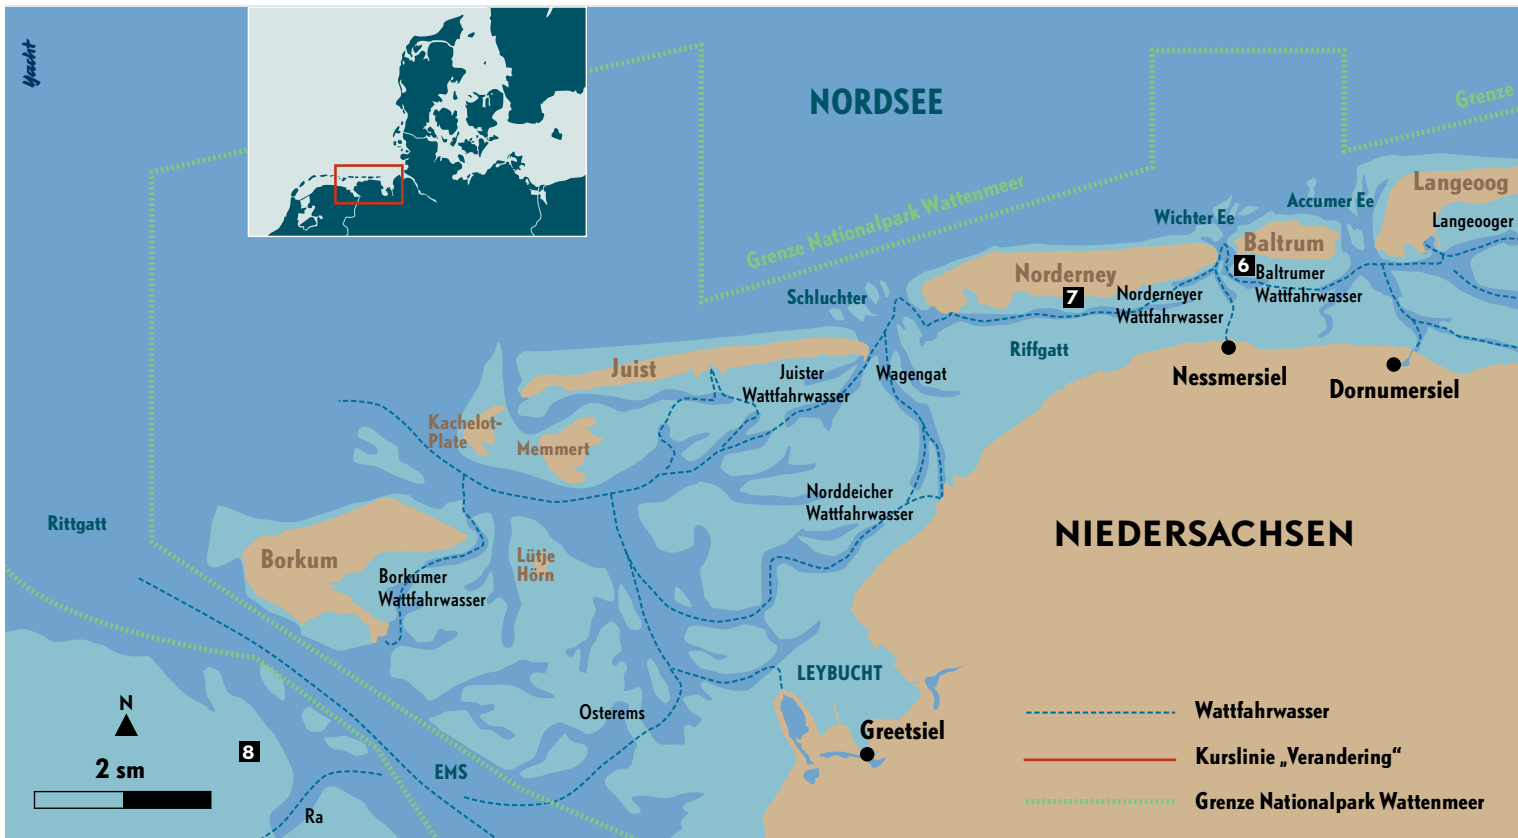 Yacht
NORDSEE
Grenze
Grenze Nationalpark Wattenmeer
Langeoog
Accumer Ee
Wichter Ee
Langeooger
Baltrum
6
Baltrumer
Wattfahrwasser
Norderney
7
Norderneyer
Wattfahrwasser
Schluchter
Riffgatt
Nessmersiel
Dornumersiel
Juist
Juister
Wattfahrwasser
Wagengat
Kachelot-
Plate
Memmert
Norddeicher
Wattfahrwasser
NIEDERSACHSEN
Rittgatt
Borkum
Lütje
Hörn
Borkumer
Wattfahrwasser
LEYBUCHT
Osterems
Greetsiel
N
2 sm
8
EMS
Ra
Wattfahrwasser
Kurslinie „Verandering“
Grenze Nationalpark Wattenmeer